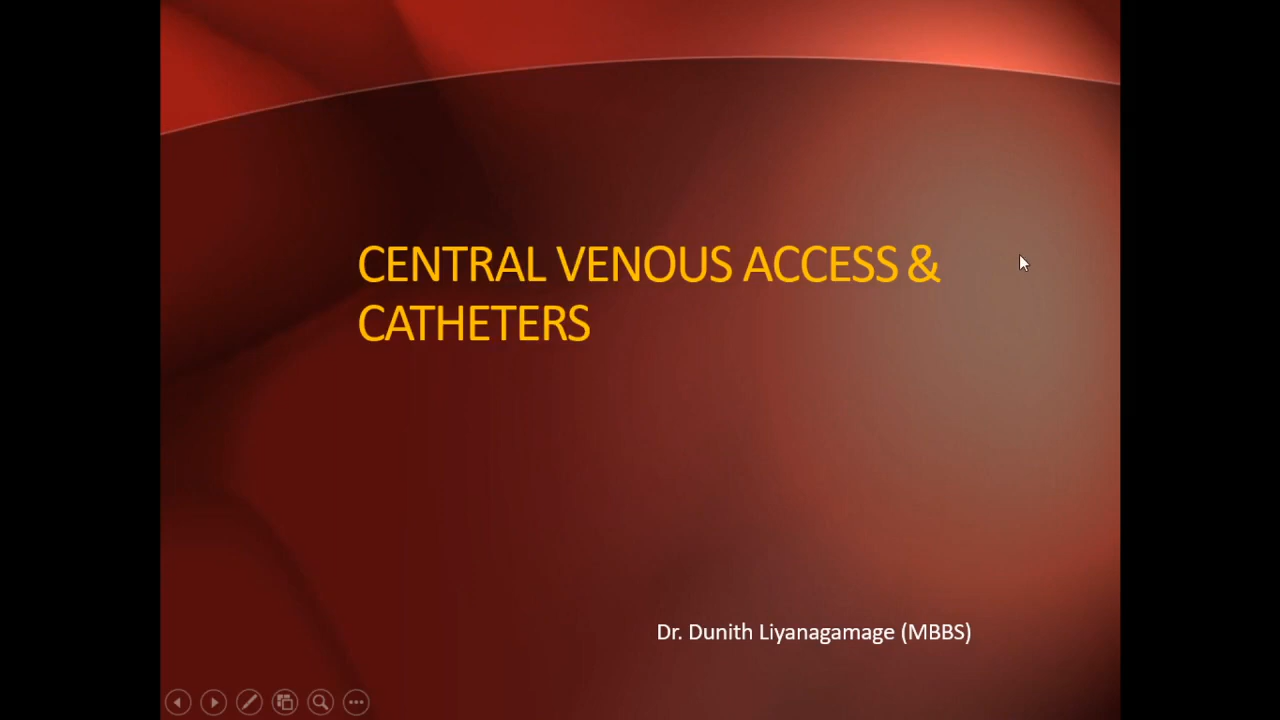 CENTRAL VENOUS ACCESS &
CATHETERS
Dr. Dunith Liyanagamage (MBBS)